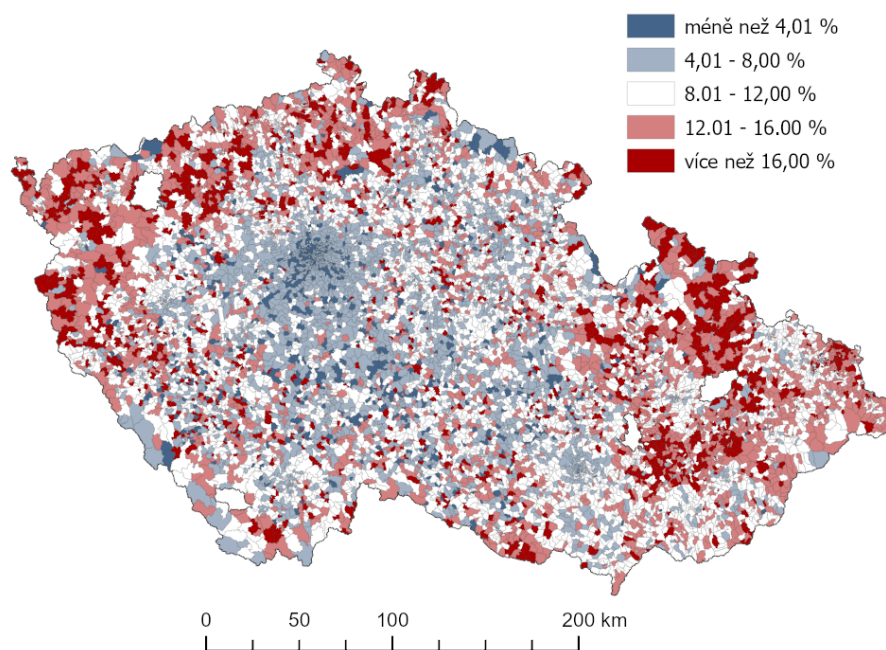 méně než 4,01 %
4,01 - 8,00 %
8.01 - 12,00 %
12.01 - 16.00 %
více než 16,00 %
0 50 100 200 km